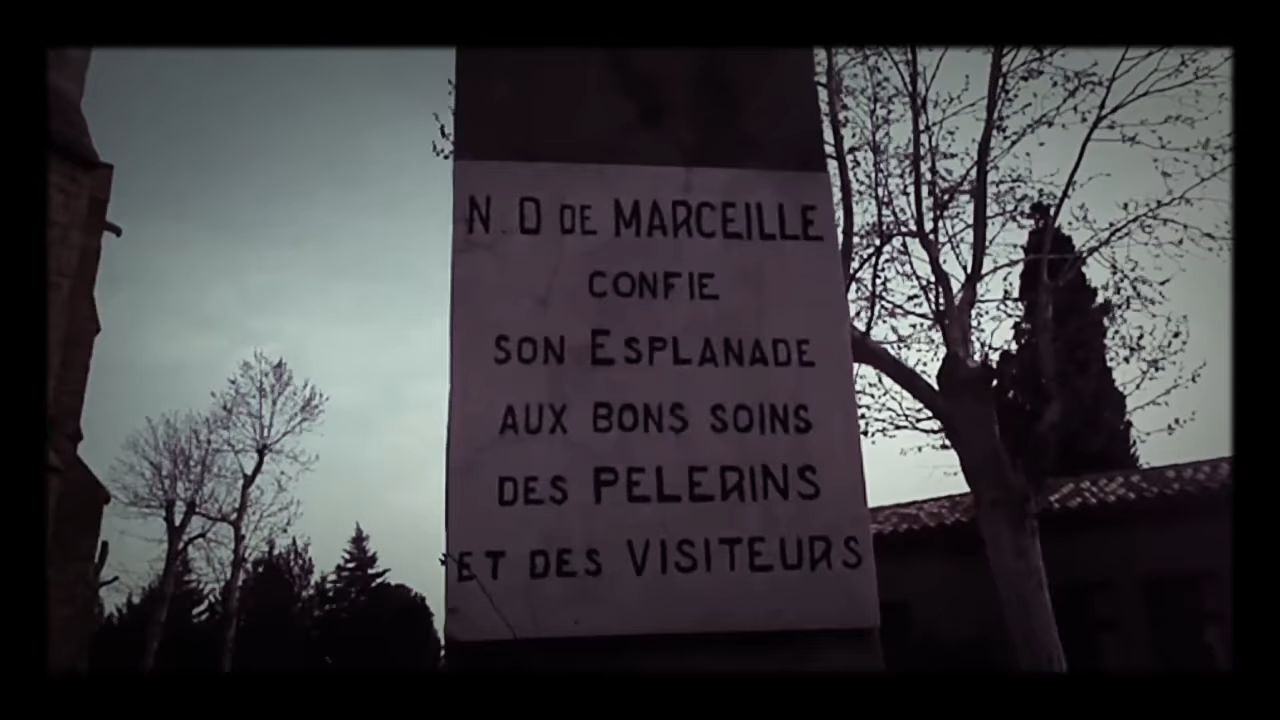 N. D DE MARCEILLE
CONFIE
SON ESPLANADE
AUX BONS SOINS
DES PELERINS
ET DES VISITEURS